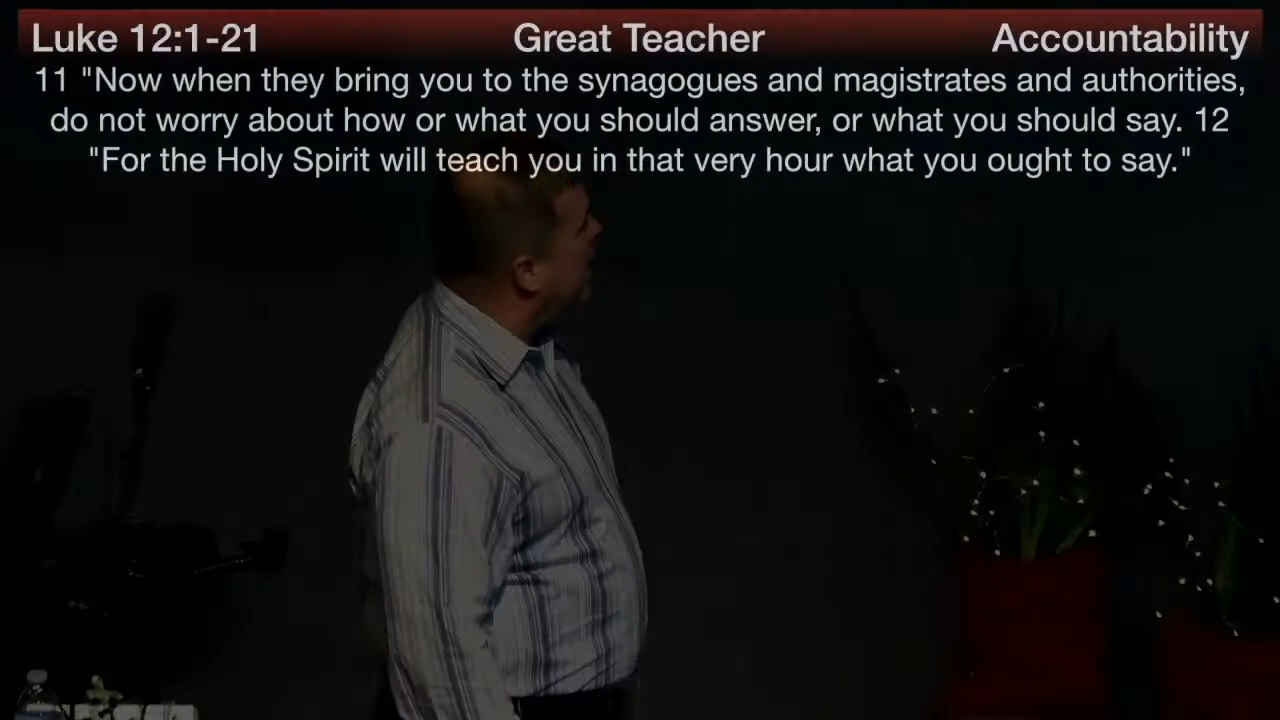 Luke 12:1-21 Great Teacher Accountability
11 "Now when they bring you to the synagogues and magistrates and authorities,
do not worry about how or what you should answer, or what you should say. 12
"For the Holy Spirit will teach you in that very hour what you ought to say."